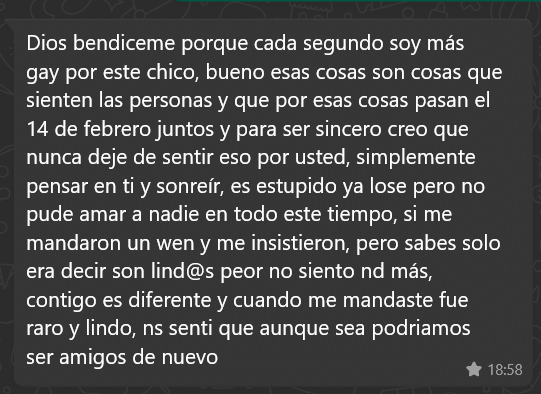 Dios bendiceme porque cada segundo soy más
gay por este chico, bueno esas cosas son cosas que
sienten las personas y que por esas cosas pasan el
14 de febrero juntos y para ser sincero creo que
nunca deje de sentir eso por usted, simplemente
pensar en ti y sonreír, es estupido ya lose pero no
pude amar a nadie en todo este tiempo, si me
mandaron un wen y me insistieron, pero sabes solo
era decir son lind@s peor no siento nd más,
contigo es diferente y cuando me mandaste fue
raro y lindo, ns senti que aunque sea podriamos
ser amigos de nuevo
18:58